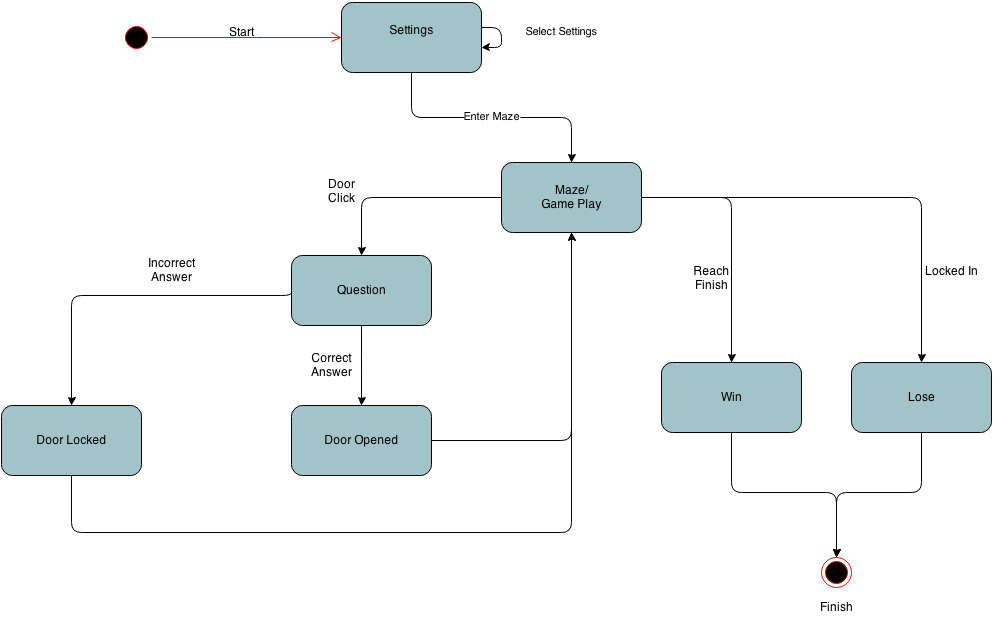 Start
Settings
Select Settings
Enter Maze
Door
Click
Maze/
Game Play
Incorrect
Answer
Question
Reach
Finish
Locked In
Correct
Answer
Win
Lose
Door Locked
Door Opened
Finish